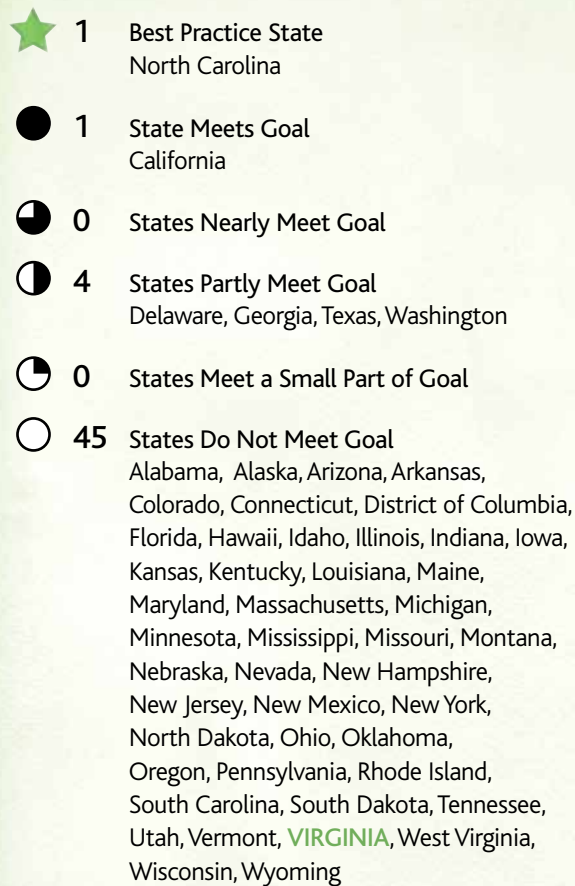 1 Best Practice State
North Carolina
1 State Meets Goal
California
0 States Nearly Meet Goal
4 States Partly Meet Goal
Delaware, Georgia, Texas, Washington
0 States Meet a Small Part of Goal
45 States Do Not Meet Goal
Alabama, Alaska, Arizona, Arkansas,
Colorado, Connecticut, District of Columbia,
Florida, Hawaii, Idaho, Illinois, Indiana, Iowa,
Kansas, Kentucky, Louisiana, Maine,
Maryland, Massachusetts, Michigan,
Minnesota, Mississippi, Missouri, Montana,
Nebraska, Nevada, New Hampshire,
New Jersey, New Mexico, New York,
North Dakota, Ohio, Oklahoma,
Oregon, Pennsylvania, Rhode Island,
South Carolina, South Dakota, Tennessee,
Utah, Vermont, VIRGINIA, West Virginia,
Wisconsin, Wyoming